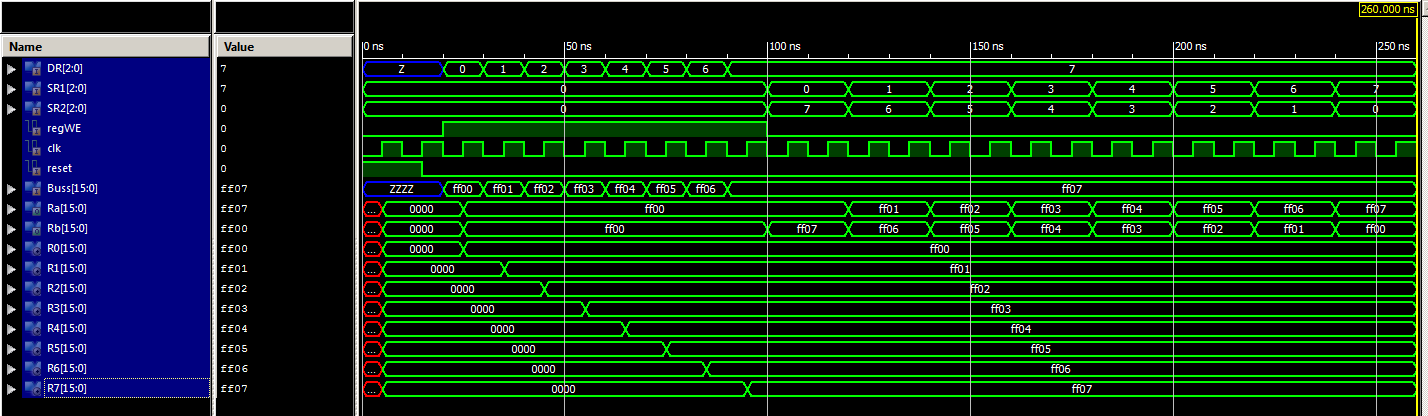 260.000 ns
Name Value 0 ns 50 ns 100 ns 150 ns 200 ns 250 ns
DR[2:0] 7 Z 0 1 2 3 4 5 6 7
SR1[2:0] 7 0 0 1 2 3 4 5 6 7
SR2[2:0] 0 0 7 6 5 4 3 2 1 0
regWE 0
clk 0
reset 0
Buss[15:0] ff07 ZZZZ ff00 ff01 ff02 ff03 ff04 ff05 ff06 ff07
Ra[15:0] ff07 ... 0000 ff00 ff01 ff02 ff03 ff04 ff05 ff06 ff07
Rb[15:0] ff00 ... 0000 ff00 ff07 ff06 ff05 ff04 ff03 ff02 ff01 ff00
R0[15:0] ff00 ... 0000 ff00
R1[15:0] ff01 ... 0000 ff01
R2[15:0] ff02 ... 0000 ff02
R3[15:0] ff03 ... 0000 ff03
R4[15:0] ff04 ... 0000 ff04
R5[15:0] ff05 ... 0000 ff05
R6[15:0] ff06 ... 0000 ff06
R7[15:0] ff07 ... 0000 ff07